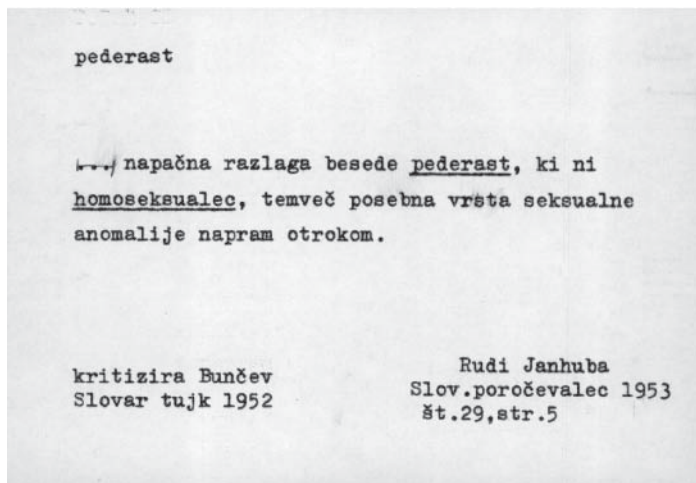 pederast
/.../ napačna razlaga besede pederast, ki ni
homoseksualec, temveč posebna vrsta seksualne
anomalije napram otrokom.
kritizira Bunčev
Slovar tujk 1952
Rudi Janhuba
Slov.poročevalec 1953
št.29,str.5